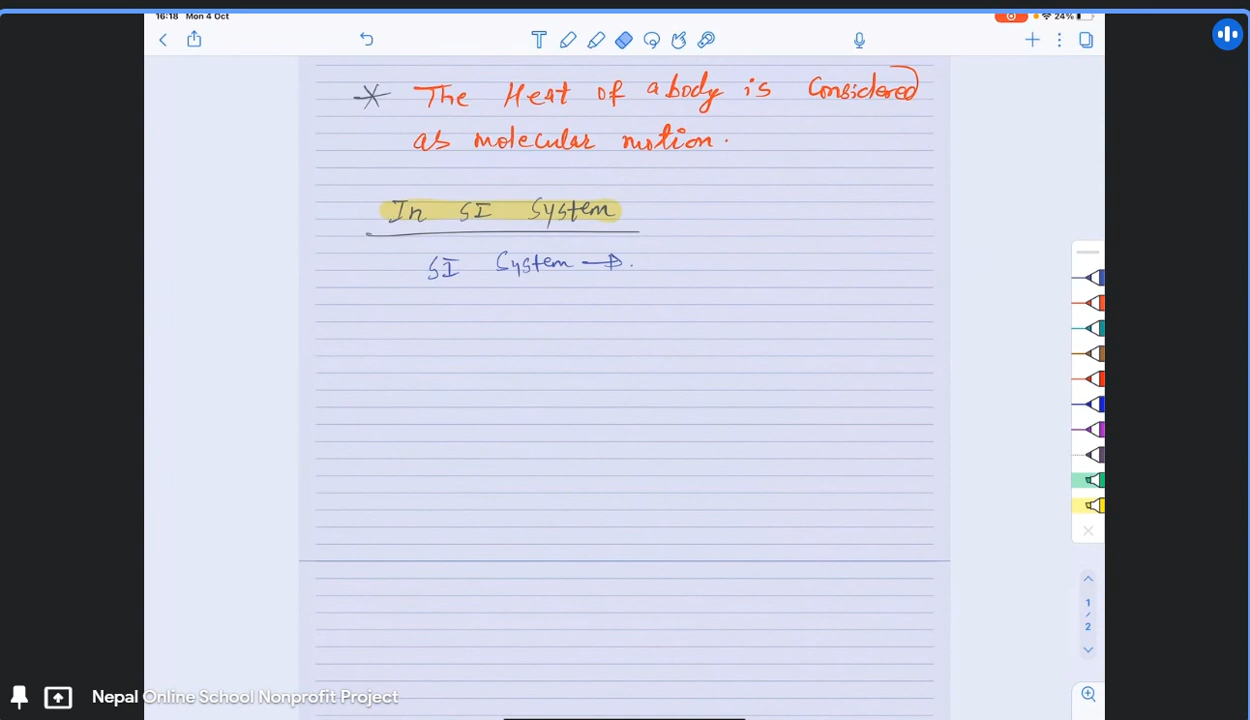 16:18 Mon 4 Oct
24%
* The Heat of a body is Considered
as molecular motion.
In SI System
SI System →
1
/
2
Nepal Online School Nonprofit Project